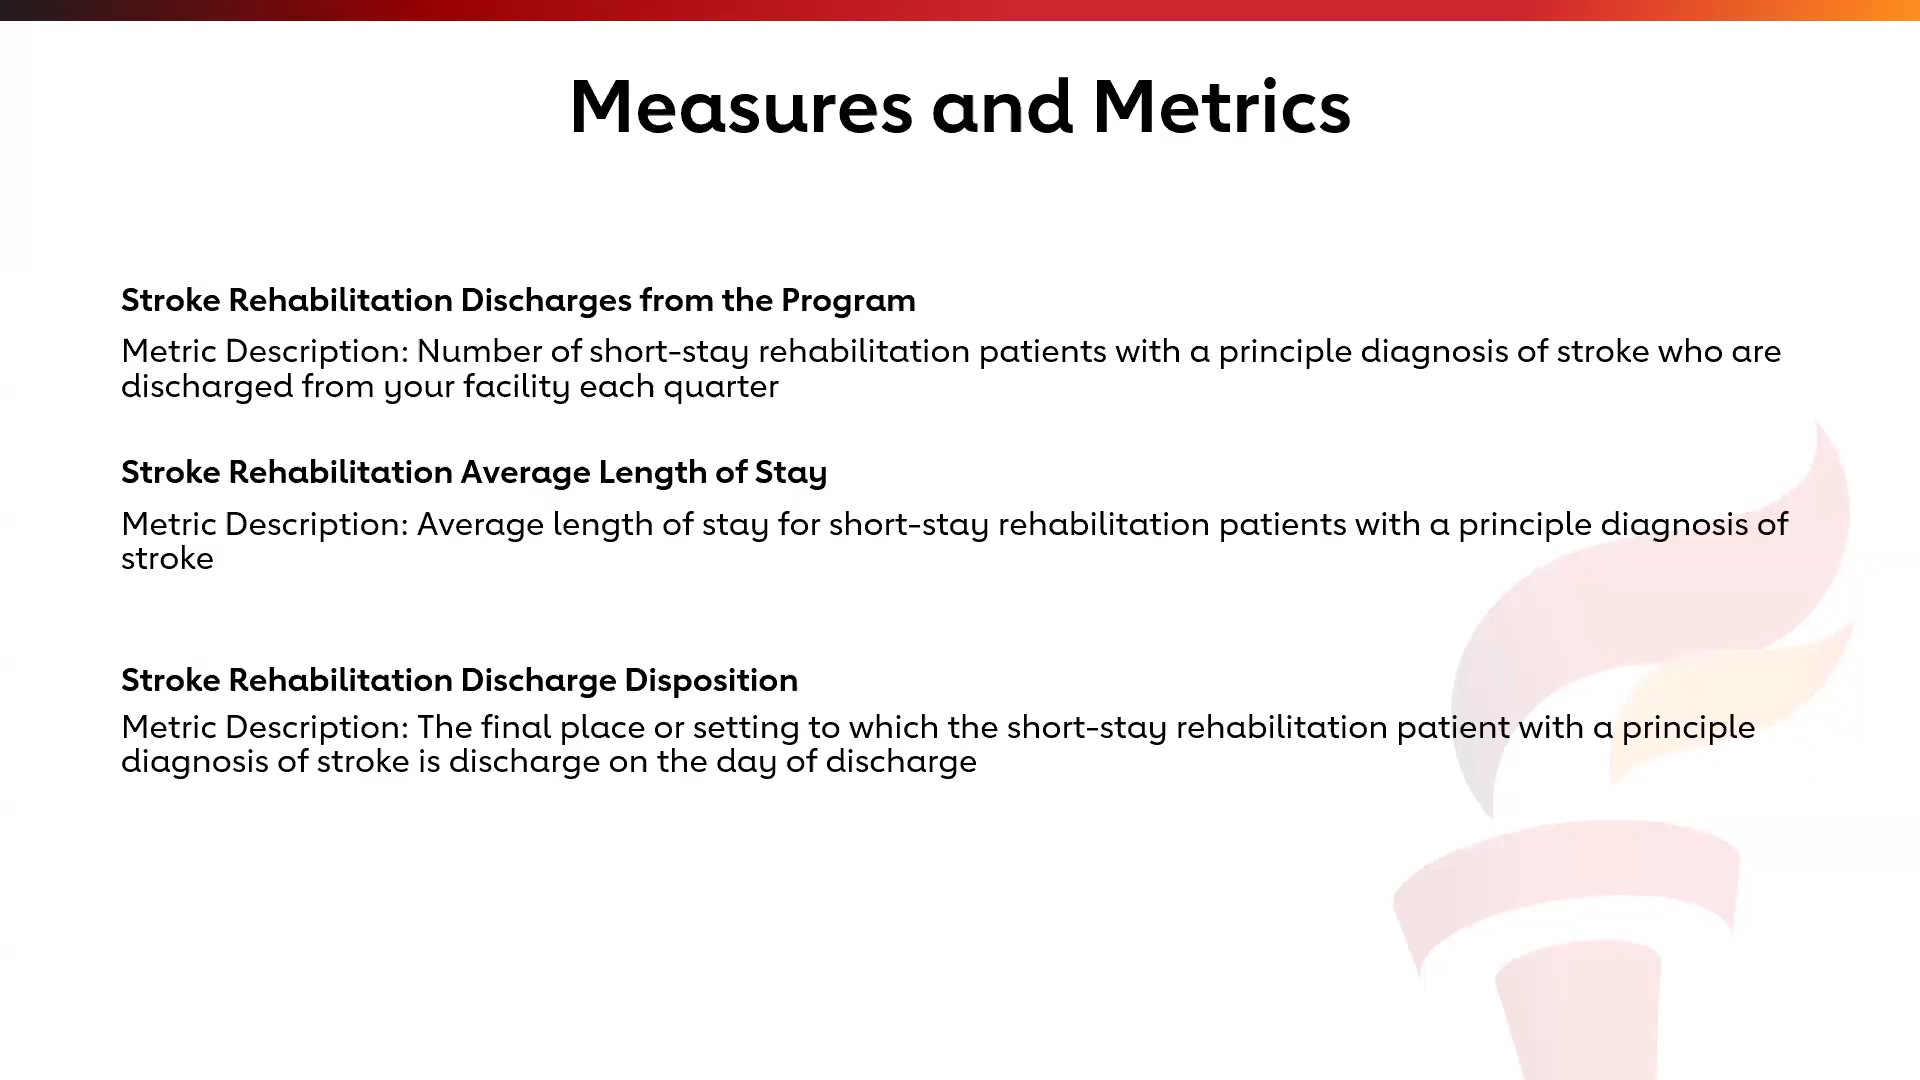 Measures and Metrics
Stroke Rehabilitation Discharges from the Program
Metric Description: Number of short-stay rehabilitation patients with a principle diagnosis of stroke who are
discharged from your facility each quarter
Stroke Rehabilitation Average Length of Stay
Metric Description: Average length of stay for short-stay rehabilitation patients with a principle diagnosis of
stroke
Stroke Rehabilitation Discharge Disposition
Metric Description: The final place or setting to which the short-stay rehabilitation patient with a principle
diagnosis of stroke is discharge on the day of discharge